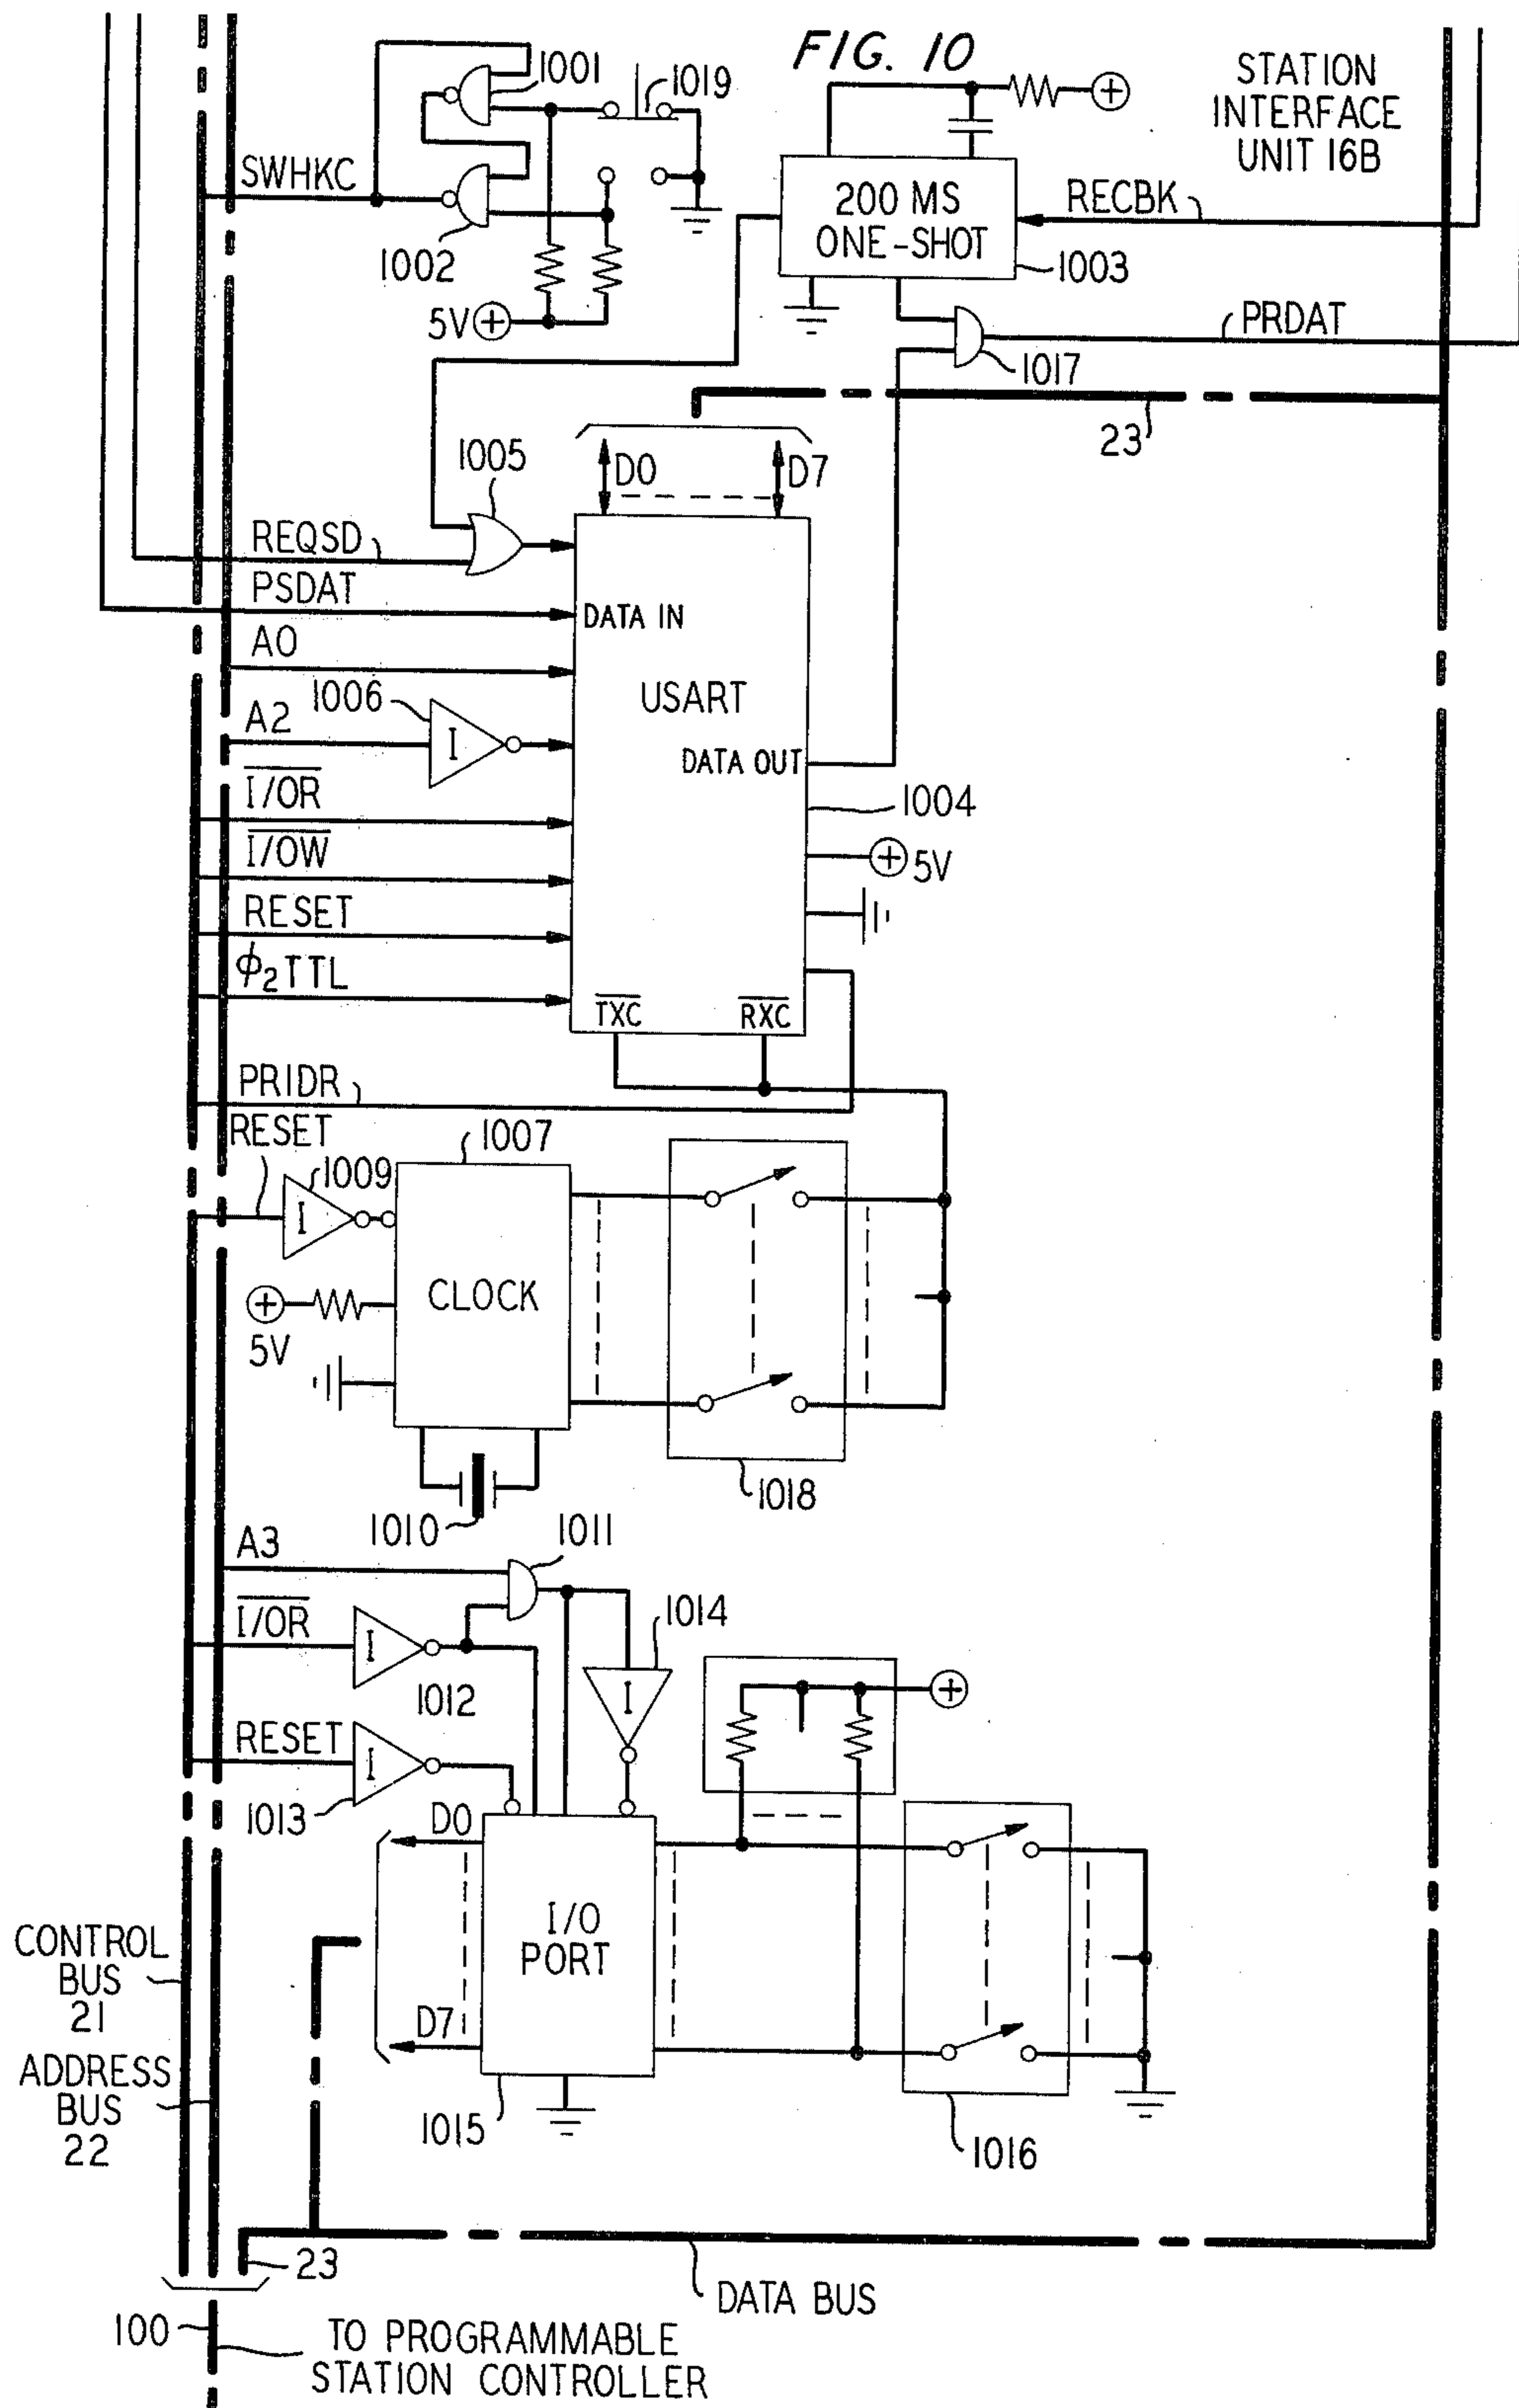 FIG. 10
STATION
INTERFACE
UNIT 16B
1001
1019
SWHKC
1002
5V
200 MS
ONE-SHOT
RECBK
1003
PRDAT
1017
23
1005
D0
D7
REQSD
PSDAT
DATA IN
A0
1006
A2
USART
DATA OUT
I/OR
1004
I/OW
5V
RESET
φ2TTL
TXC
RXC
PRIDR
RESET
1007
1009
CLOCK
5V
1018
1010
A3
1011
I/OR
1014
1012
RESET
1013
D0
I/O
PORT
D7
CONTROL
BUS
21
ADDRESS
BUS
22
1015
1016
23
DATA BUS
100
TO PROGRAMMABLE
STATION CONTROLLER
I
I
I
I
I